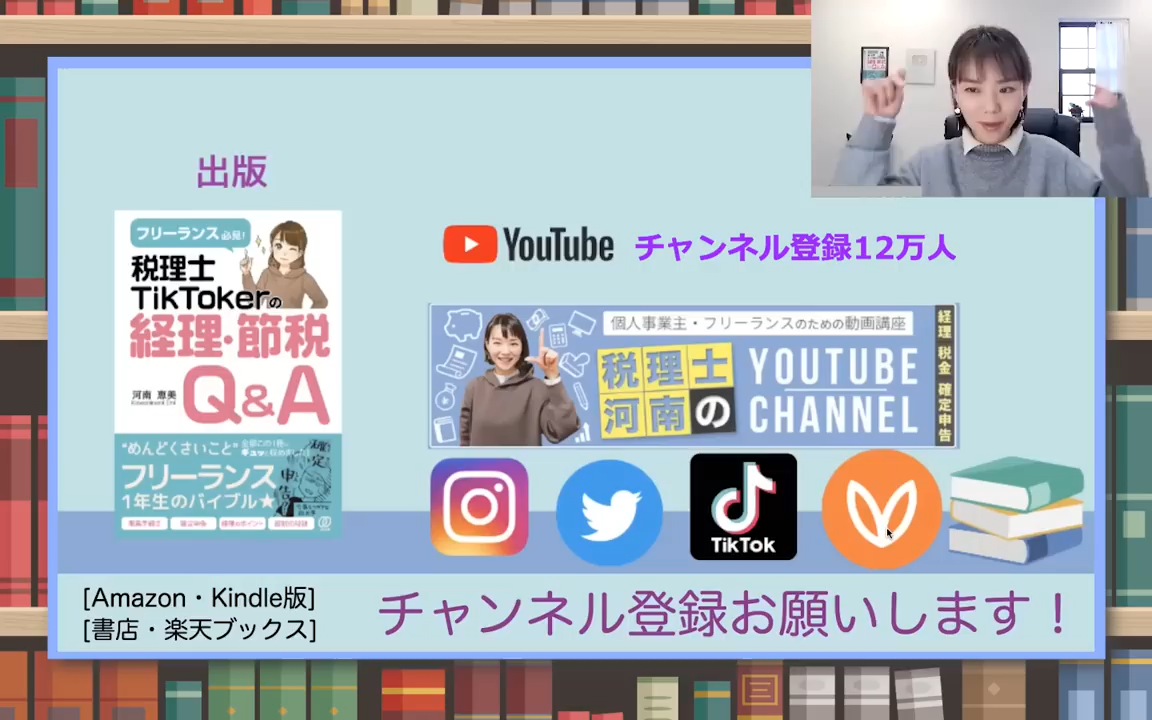 出版
フリーランス必見!
税理士
TikTokerの
経理・節税
Q&A
河南 恵美
"めんどくさいこと"
フリーランス
1年生のバイブル★
YouTube チャンネル登録12万人
個人事業主・フリーランスのための動画講座
税理士
河南の
YOUTUBE
CHANNEL
経理 税金 確定申告
TikTok
[Amazon・Kindle版]
[書店・楽天ブックス]
チャンネル登録お願いします！